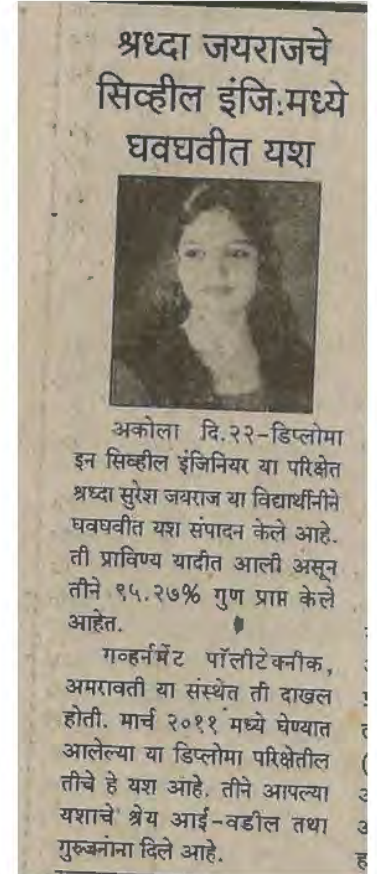 श्रध्दा जयराजचे
सिव्हील इंजि:मध्ये
घवघवीत यश
अकोला दि.२२-डिप्लोमा
इन सिव्हील इंजिनियर या परिक्षेत
श्रध्दा सुरेश जयराज या विद्यार्थीनीने
घवघवीत यश संपादन केले आहे.
ती प्राविण्य यादीत आली असून
तीने ९५.२७% गुण प्राप्त केले
आहेत.
गव्हर्नमेंट पॉलीटेक्नीक,
अमरावती या संस्थेत ती दाखल
होती. मार्च २०११ मध्ये घेण्यात
आलेल्या या डिप्लोमा परिक्षेतील
तीचे हे यश आहे. तीने आपल्या
यशाचे श्रेय आई-वडील तथा
गुरुजनांना दिले आहे.